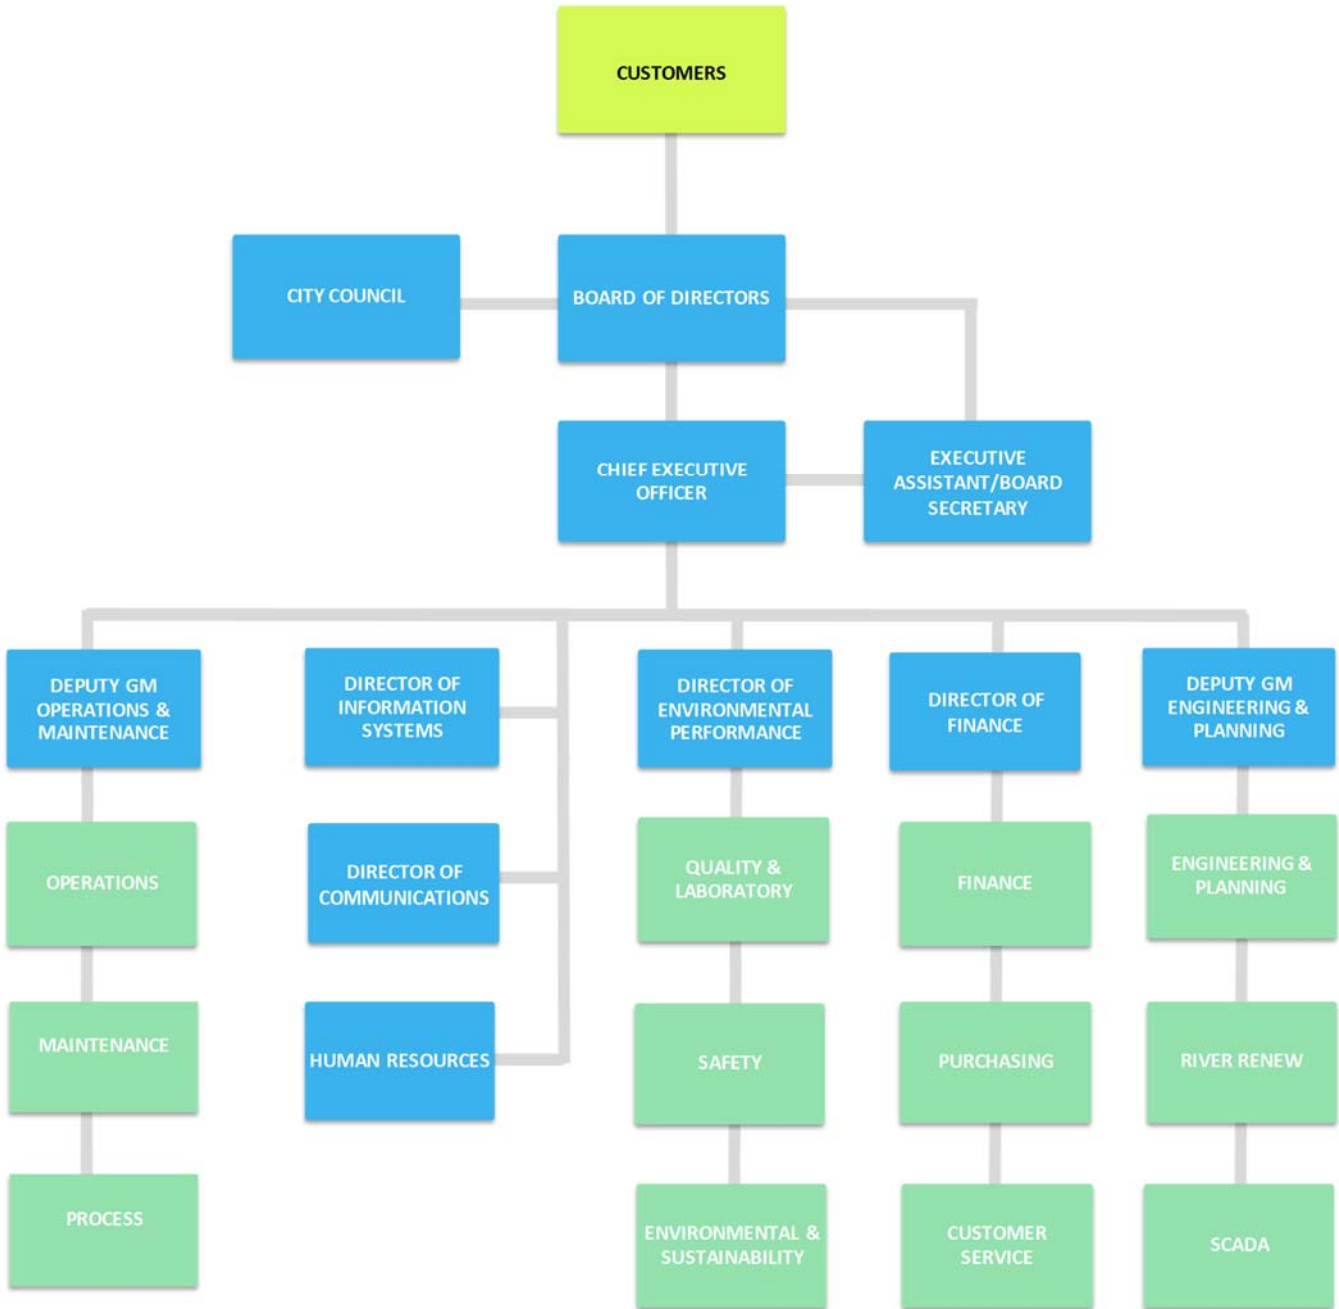 CUSTOMERS
CITY COUNCIL
BOARD OF DIRECTORS
CHIEF EXECUTIVE
OFFICER
EXECUTIVE
ASSISTANT/BOARD
SECRETARY
DEPUTY GM
OPERATIONS &
MAINTENANCE
DIRECTOR OF
INFORMATION
SYSTEMS
DIRECTOR OF
ENVIRONMENTAL
PERFORMANCE
DIRECTOR OF
FINANCE
DEPUTY GM
ENGINEERING &
PLANNING
OPERATIONS
DIRECTOR OF
COMMUNICATIONS
QUALITY &
LABORATORY
FINANCE
ENGINEERING &
PLANNING
MAINTENANCE
HUMAN RESOURCES
SAFETY
PURCHASING
RIVER RENEW
PROCESS
ENVIRONMENTAL &
SUSTAINABILITY
CUSTOMER
SERVICE
SCADA